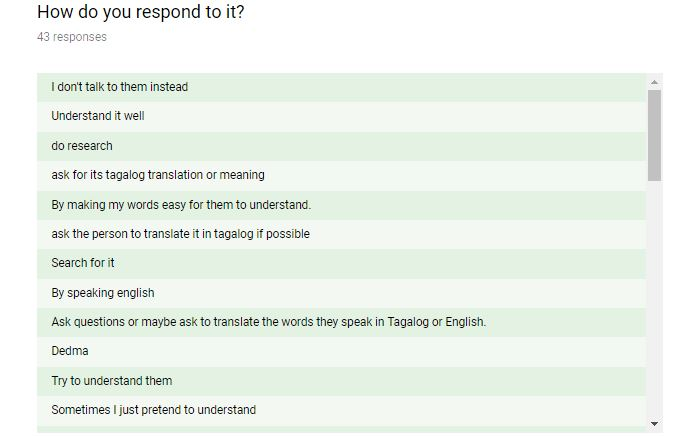 How do you respond to it?
43 responses
I don't talk to them instead
Understand it well
do research
ask for its tagalog translation or meaning
By making my words easy for them to understand.
ask the person to translate it in tagalog if possible
Search for it
By speaking english
Ask questions or maybe ask to translate the words they speak in Tagalog or English.
Dedma
Try to understand them
Sometimes I just pretend to understand